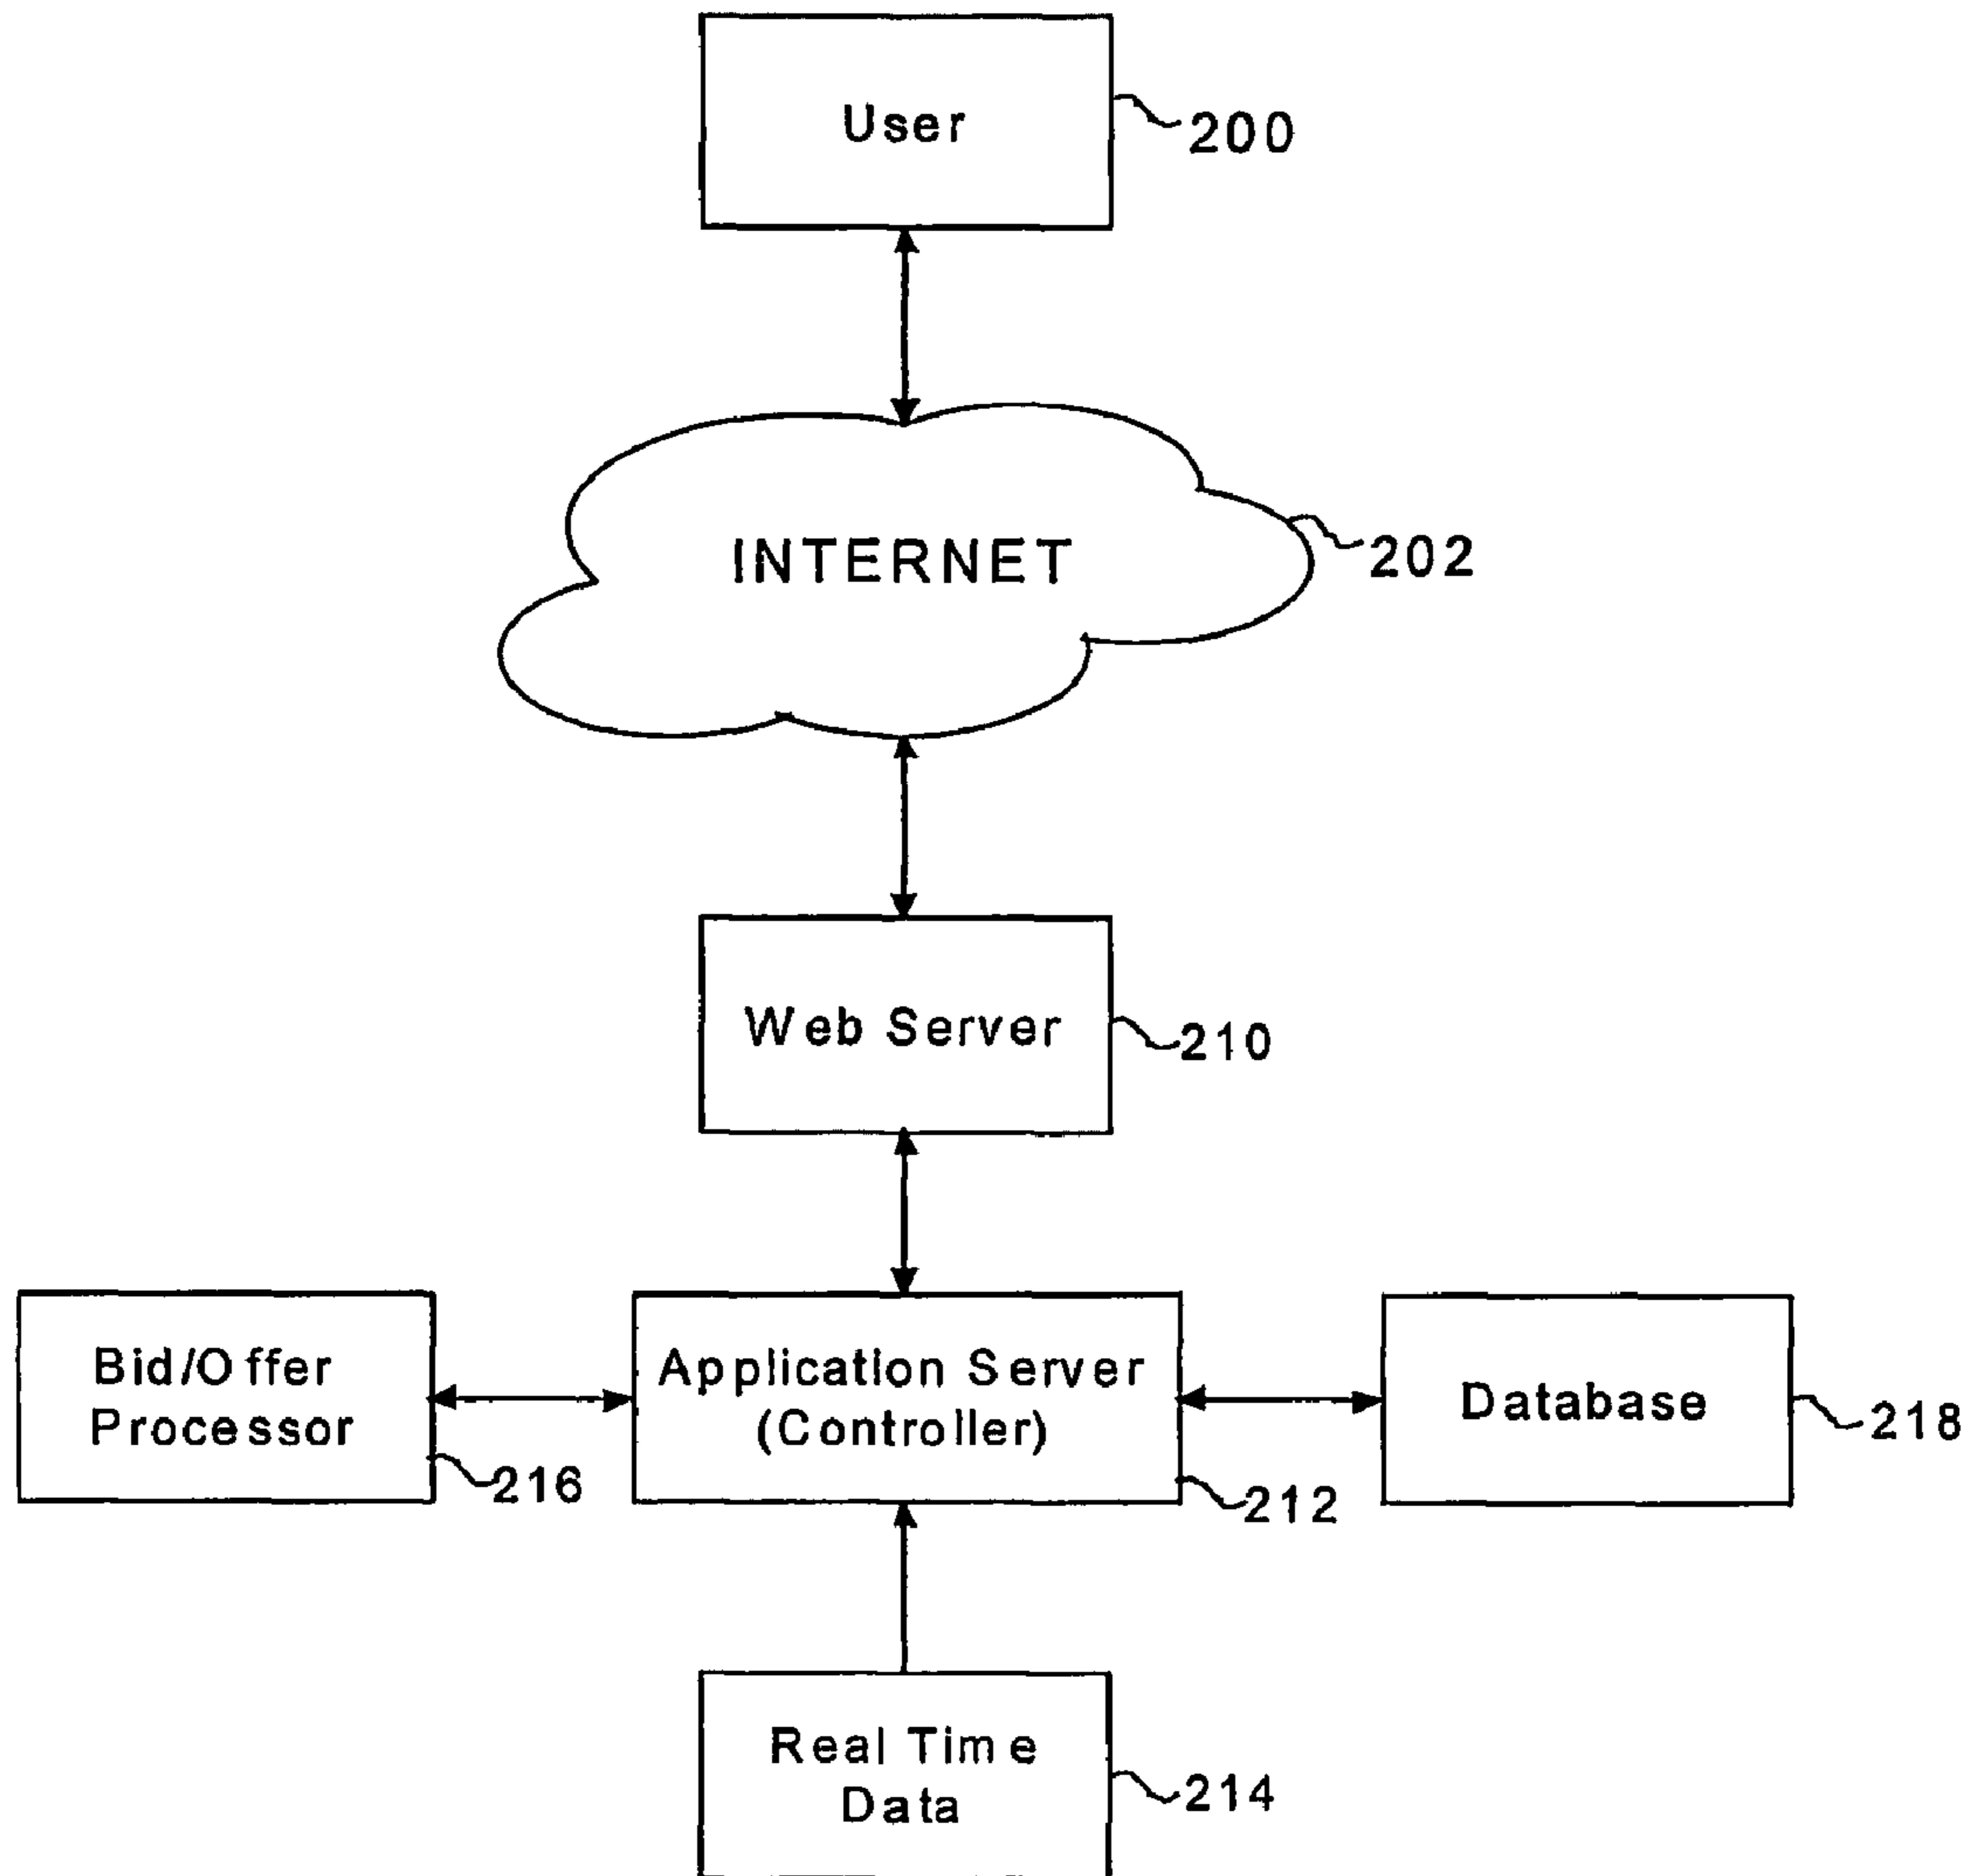 User
200
INTERNET
202
Web Server
210
Bid/Offer
Processor
216
Application Server
(Controller)
212
Database
218
Real Time
Data
214